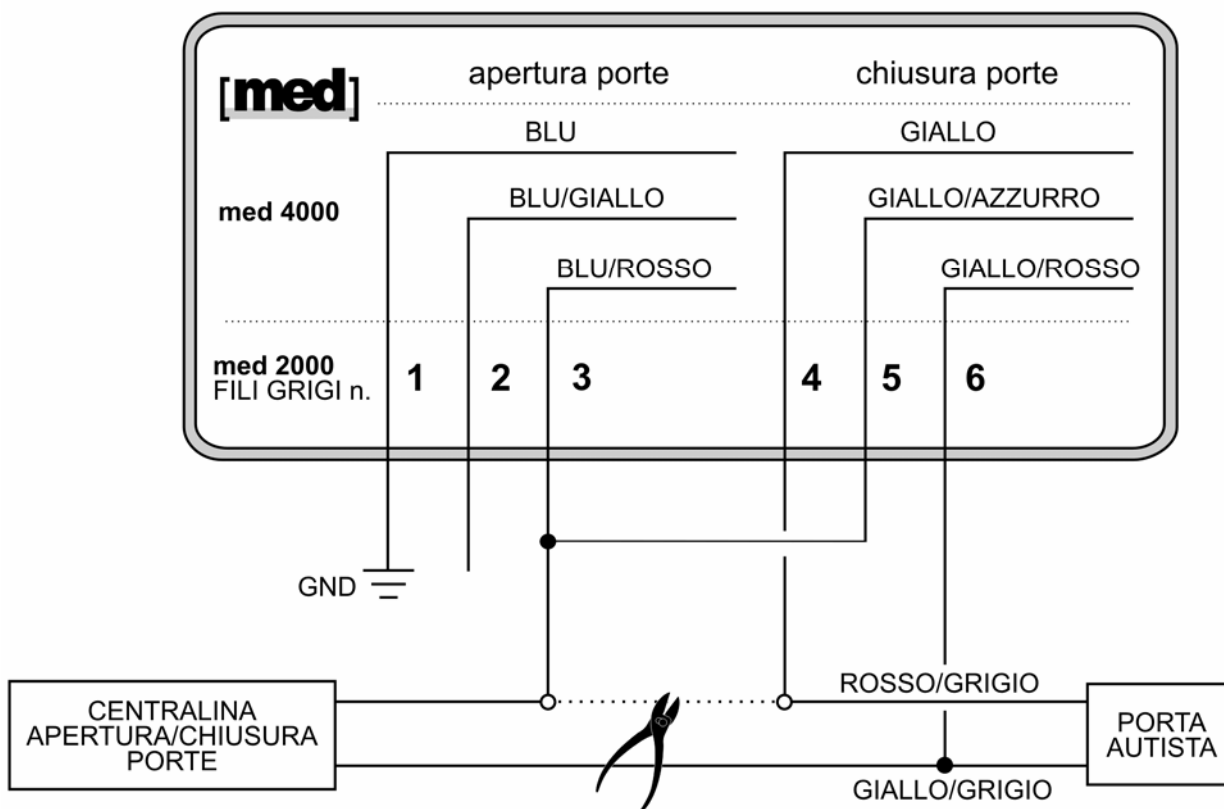 [med]
apertura porte
chiusura porte
BLU
GIALLO
med 4000
BLU/GIALLO
GIALLO/AZZURRO
BLU/ROSSO
GIALLO/ROSSO
med 2000
FILI GRIGI n.
1
2
3
4
5
6
GND
CENTRALINA
APERTURA/CHIUSURA
PORTE
ROSSO/GRIGIO
PORTA
AUTISTA
GIALLO/GRIGIO